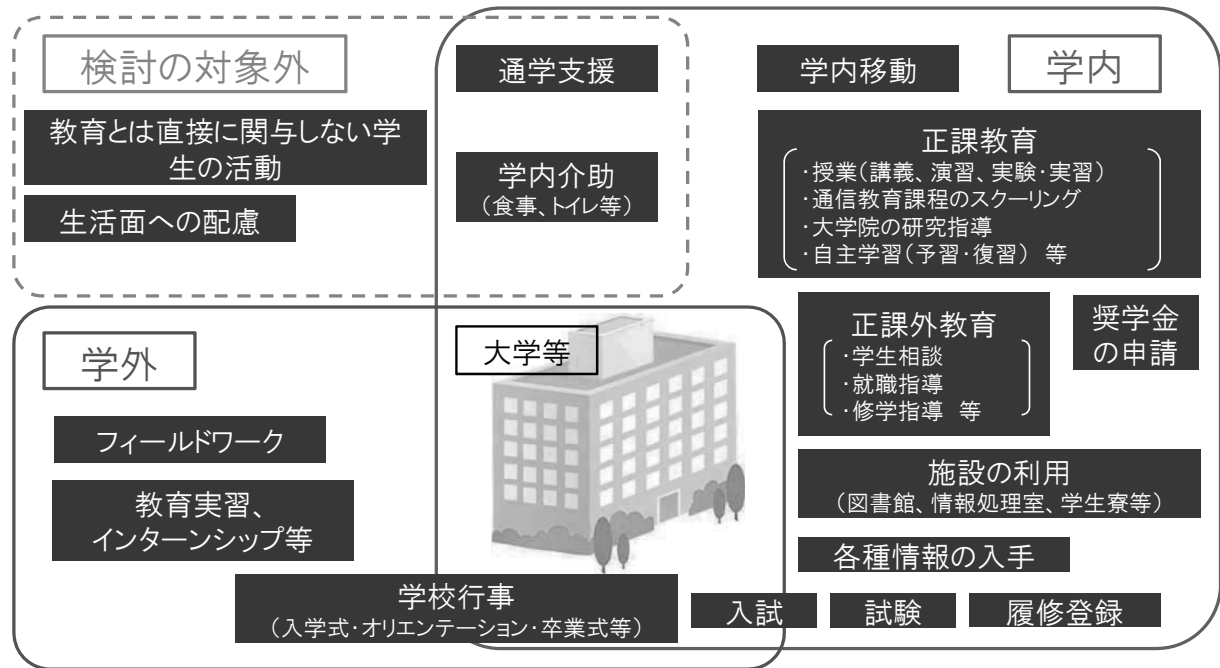 検討の対象外
教育とは直接に関与しない学
生の活動
生活面への配慮
通学支援
学内介助
（食事、トイレ等）
学内移動
学内
正課教育
・授業（講義、演習、実験・実習）
・通信教育課程のスクーリング
・大学院の研究指導
・自主学習（予習・復習） 等
正課外教育
・学生相談
・就職指導
・修学指導 等
奨学金
の申請
施設の利用
（図書館、情報処理室、学生寮等）
各種情報の入手
大学等
学外
フィールドワーク
教育実習、
インターンシップ等
学校行事
（入学式・オリエンテーション・卒業式等）
入試
試験
履修登録